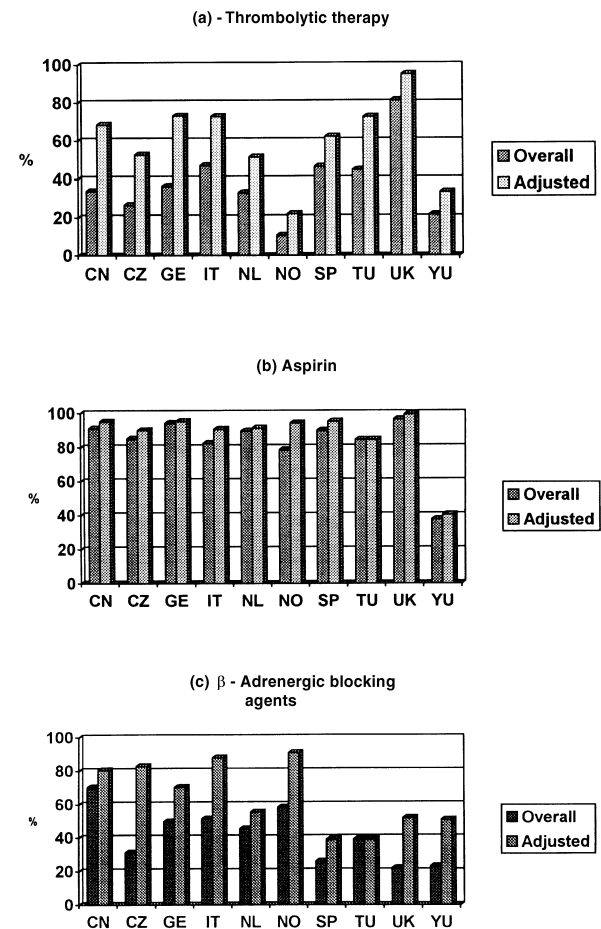 (a) - Thrombolytic therapy
100
80
60
%
40
20
0
CN CZ GE IT NL NO SP TU UK YU
Overall
Adjusted
(b) Aspirin
100
80
60
%
40
20
0
CN CZ GE IT NL NO SP TU UK YU
Overall
Adjusted
(c) β - Adrenergic blocking
agents
100
80
60
%
40
20
0
CN CZ GE IT NL NO SP TU UK YU
Overall
Adjusted